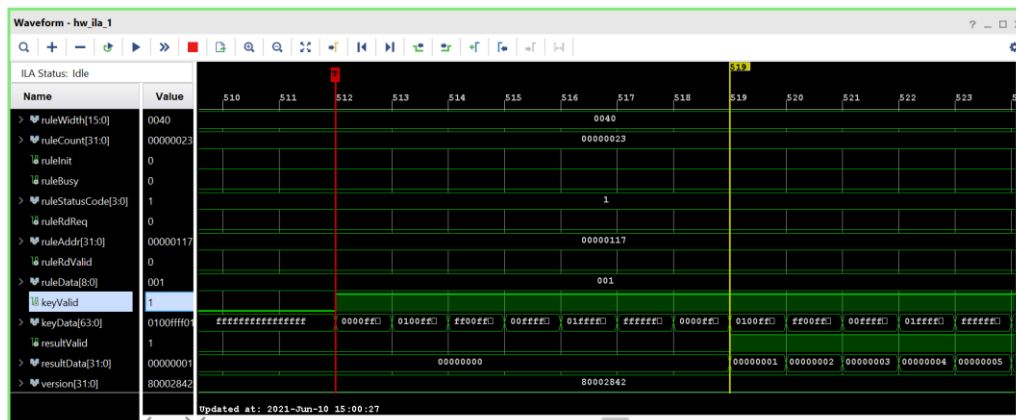 Waveform - hw_ila_1
ILA Status: Idle
Name Value
519
T
510 511 512 513 514 515 516 517 518 519 520 521 522 523
ruleWidth[15:0] 0040 0040
ruleCount[31:0] 00000023 00000023
ruleInit 0
ruleBusy 0
ruleStatusCode[3:0] 1 1
ruleRdReq 0
ruleAddr[31:0] 00000117 00000117
ruleRdValid 0
ruleData[8:0] 001 001
keyValid 1
keyData[63:0] 0100ffff01 ffffffffffffffff 0000ff 0100ff ff00ff 00ffff 01ffff ffffff 0000ff 0100ff ff00ff 00ffff 01ffff ffffff
resultValid 1
resultData[31:0] 00000001 00000000 00000001 00000002 00000003 00000004 00000005
version[31:0] 80002842 80002842
Updated at: 2021-Jun-10 15:00:27